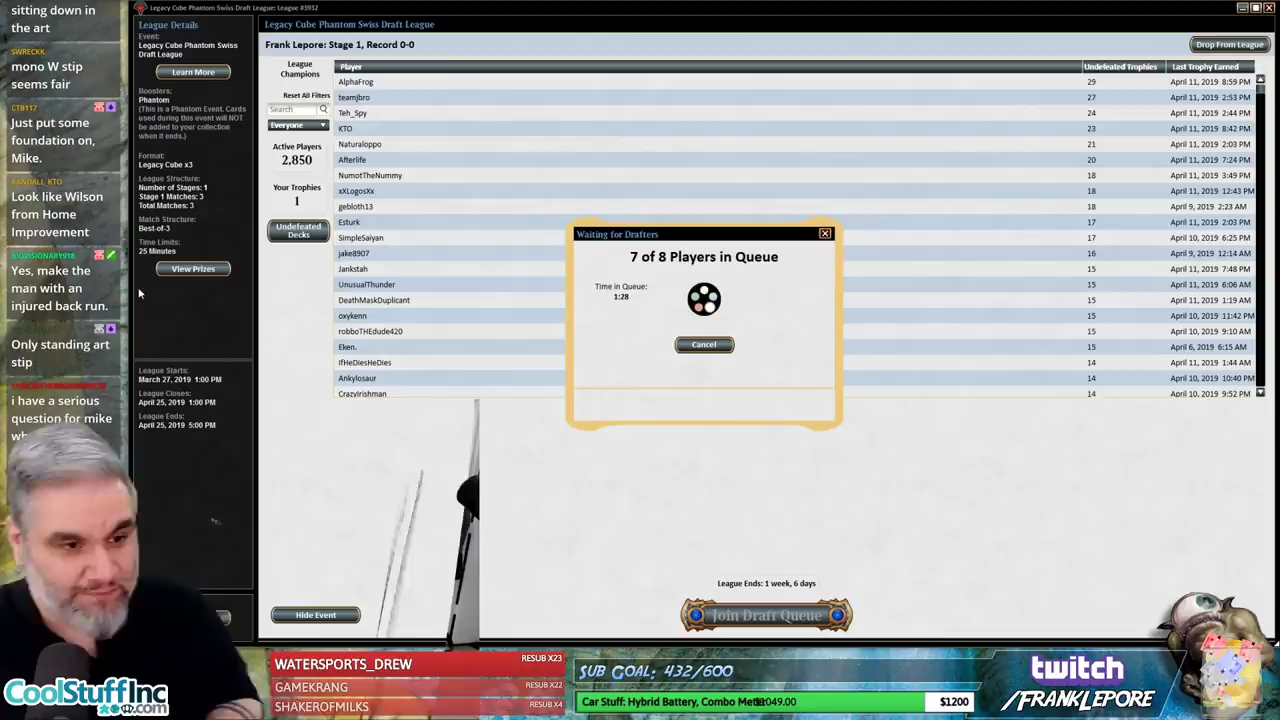 sitting down in
the art
SWRECKK
mono W stip
seems fair
CTB117
Just put some
foundation on,
Mike.
RANDALL_KTO
Look like Wilson
from Home
Improvement
BIOVISIONARY918
Yes, make the
man with an
injured back run.
Only standing art
stip
i have a serious
question for mike
Legacy Cube Phantom Swiss Draft League: League #3932
League Details
Event:
Legacy Cube Phantom Swiss
Draft League
Learn More
Boosters:
Phantom
(This is a Phantom Event. Cards
used during this event will NOT
be added to your collection
when it ends.)
Format:
Legacy Cube x3
League Structure:
Number of Stages: 1
Stage 1 Matches: 3
Total Matches: 3
Match Structure:
Best-of-3
Time Limits:
25 Minutes
View Prizes
League Starts:
March 27, 2019 1:00 PM
League Closes:
April 25, 2019 1:00 PM
League Ends:
April 25, 2019 5:00 PM
Legacy Cube Phantom Swiss Draft League
Frank Lepore: Stage 1, Record 0-0
Drop From League
League
Champions
Reset All Filters
Search
Everyone
Active Players
2,850
Your Trophies
1
Undefeated
Decks
Player Undefeated Trophies Last Trophy Earned
AlphaFrog 29 April 11, 2019 8:59 PM
teamjbro 27 April 11, 2019 2:53 PM
Teh_Spy 24 April 11, 2019 2:44 PM
KTO 23 April 11, 2019 8:42 PM
Naturaloppo 21 April 11, 2019 2:03 PM
Afterlife 20 April 11, 2019 7:24 PM
NumotTheNummy 18 April 11, 2019 3:49 PM
xXLogosXx 18 April 11, 2019 12:43 PM
gebloth13 18 April 9, 2019 2:23 AM
Esturk 17 April 11, 2019 2:03 PM
SimpleSaiyan 17 April 10, 2019 6:25 PM
jake8907 16 April 9, 2019 12:14 AM
Jankstah 15 April 11, 2019 7:48 PM
UnusualThunder 15 April 11, 2019 6:06 AM
DeathMaskDuplicant 15 April 11, 2019 1:19 AM
oxykenn 15 April 10, 2019 11:42 PM
robboTHEdude420 15 April 10, 2019 9:10 AM
Eken. 15 April 6, 2019 6:15 AM
IfHeDiesHeDies 14 April 11, 2019 1:44 AM
Ankylosaur 14 April 10, 2019 10:40 PM
CrazyIrishman 14 April 10, 2019 9:52 PM
Waiting for Drafters
7 of 8 Players in Queue
Time in Queue:
1:28
Cancel
League Ends: 1 week, 6 days
Hide Event
Join Draft Queue
CoolStuffInc
.com
WATERSPORTS_DREW RESUB X23
GAMEKRANG RESUB X22
SHAKEROFMILKS RESUB X4
SUB GOAL: 432/600
Car Stuff: Hybrid Battery, Combo Meter $1200
twitch
/FRANKLEPORE